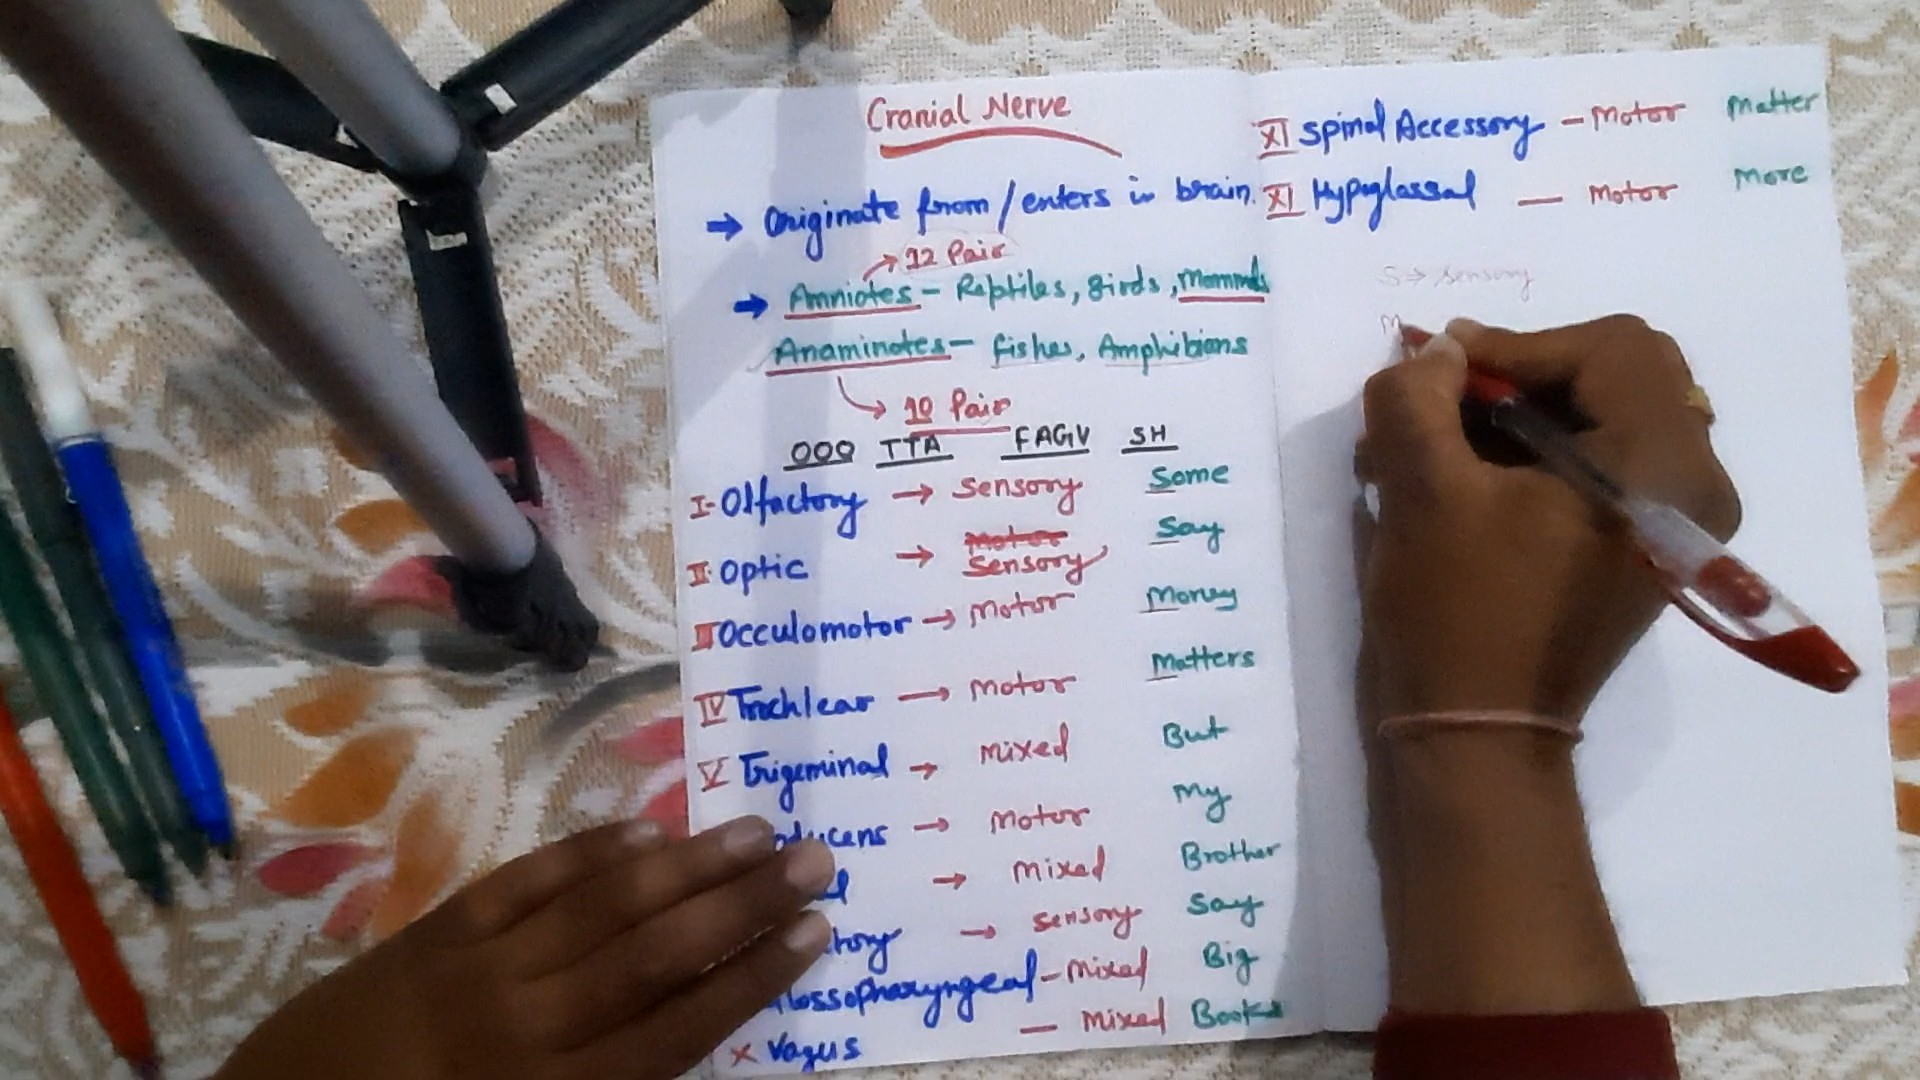 Cranial Nerve
→ Originate from / enters in brain.
→ 12 Pair
→ Amniotes - Reptiles, Birds, Mammals
Anaminotes - fishes, Amphibians
→ 10 Pair
OOO TTA FAGV SH
I- Olfactory → Sensory Some
II- Optic → Motor Sensory Say
III Occulomotor → Motor Money
IV Trochlear → Motor Matters
V Trigeminal → Mixed But
→ Motor My
→ Mixed Brother
→ Sensory Say
- Mixed Big
X Vagus - Mixed Books
XI Spinal Accessory - Motor Matter
XI Hypoglassal - Motor More
S → Sensory
M